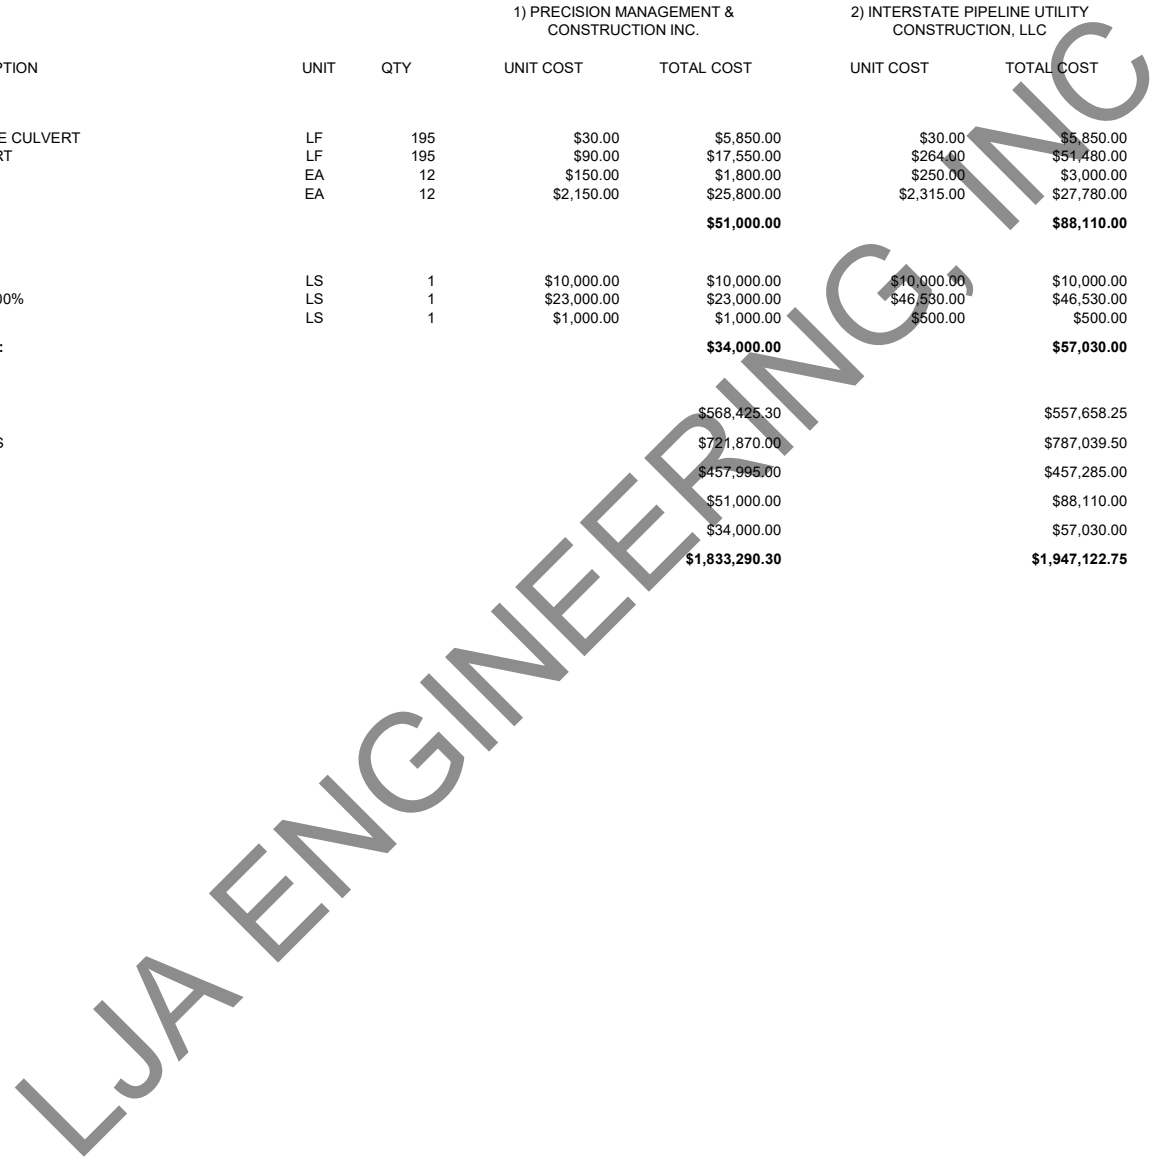 1) PRECISION MANAGEMENT & 2) INTERSTATE PIPELINE UTILITY
CONSTRUCTION INC. CONSTRUCTION, LLC
PTION UNIT QTY UNIT COST TOTAL COST UNIT COST TOTAL COST
E CULVERT LF 195 $30.00 $5,850.00 $30.00 $5,850.00
RT LF 195 $90.00 $17,550.00 $264.00 $51,480.00
EA 12 $150.00 $1,800.00 $250.00 $3,000.00
EA 12 $2,150.00 $25,800.00 $2,315.00 $27,780.00
$51,000.00 $88,110.00
LS 1 $10,000.00 $10,000.00 $10,000.00 $10,000.00
00% LS 1 $23,000.00 $23,000.00 $46,530.00 $46,530.00
LS 1 $1,000.00 $1,000.00 $500.00 $500.00
: $34,000.00 $57,030.00
$568,425.30 $557,658.25
S $721,870.00 $787,039.50
$457,995.00 $457,285.00
$51,000.00 $88,110.00
$34,000.00 $57,030.00
$1,833,290.30 $1,947,122.75
LJA ENGINEERING, INC